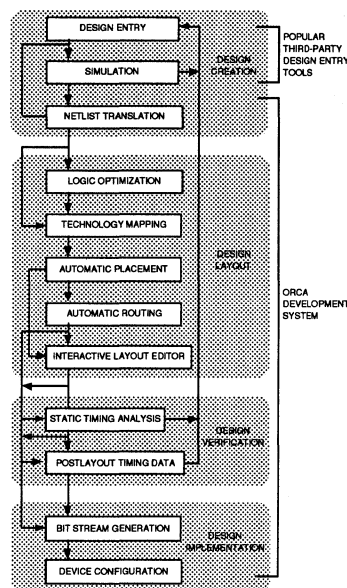 DESIGN ENTRY
SIMULATION
NETLIST TRANSLATION
DESIGN
CREATION
POPULAR
THIRD-PARTY
DESIGN ENTRY
TOOLS
LOGIC OPTIMIZATION
TECHNOLOGY MAPPING
AUTOMATIC PLACEMENT
AUTOMATIC ROUTING
INTERACTIVE LAYOUT EDITOR
DESIGN
LAYOUT
ORCA
DEVELOPMENT
SYSTEM
STATIC TIMING ANALYSIS
POSTLAYOUT TIMING DATA
DESIGN
VERIFICATION
BIT STREAM GENERATION
DEVICE CONFIGURATION
DESIGN
IMPLEMENTATION